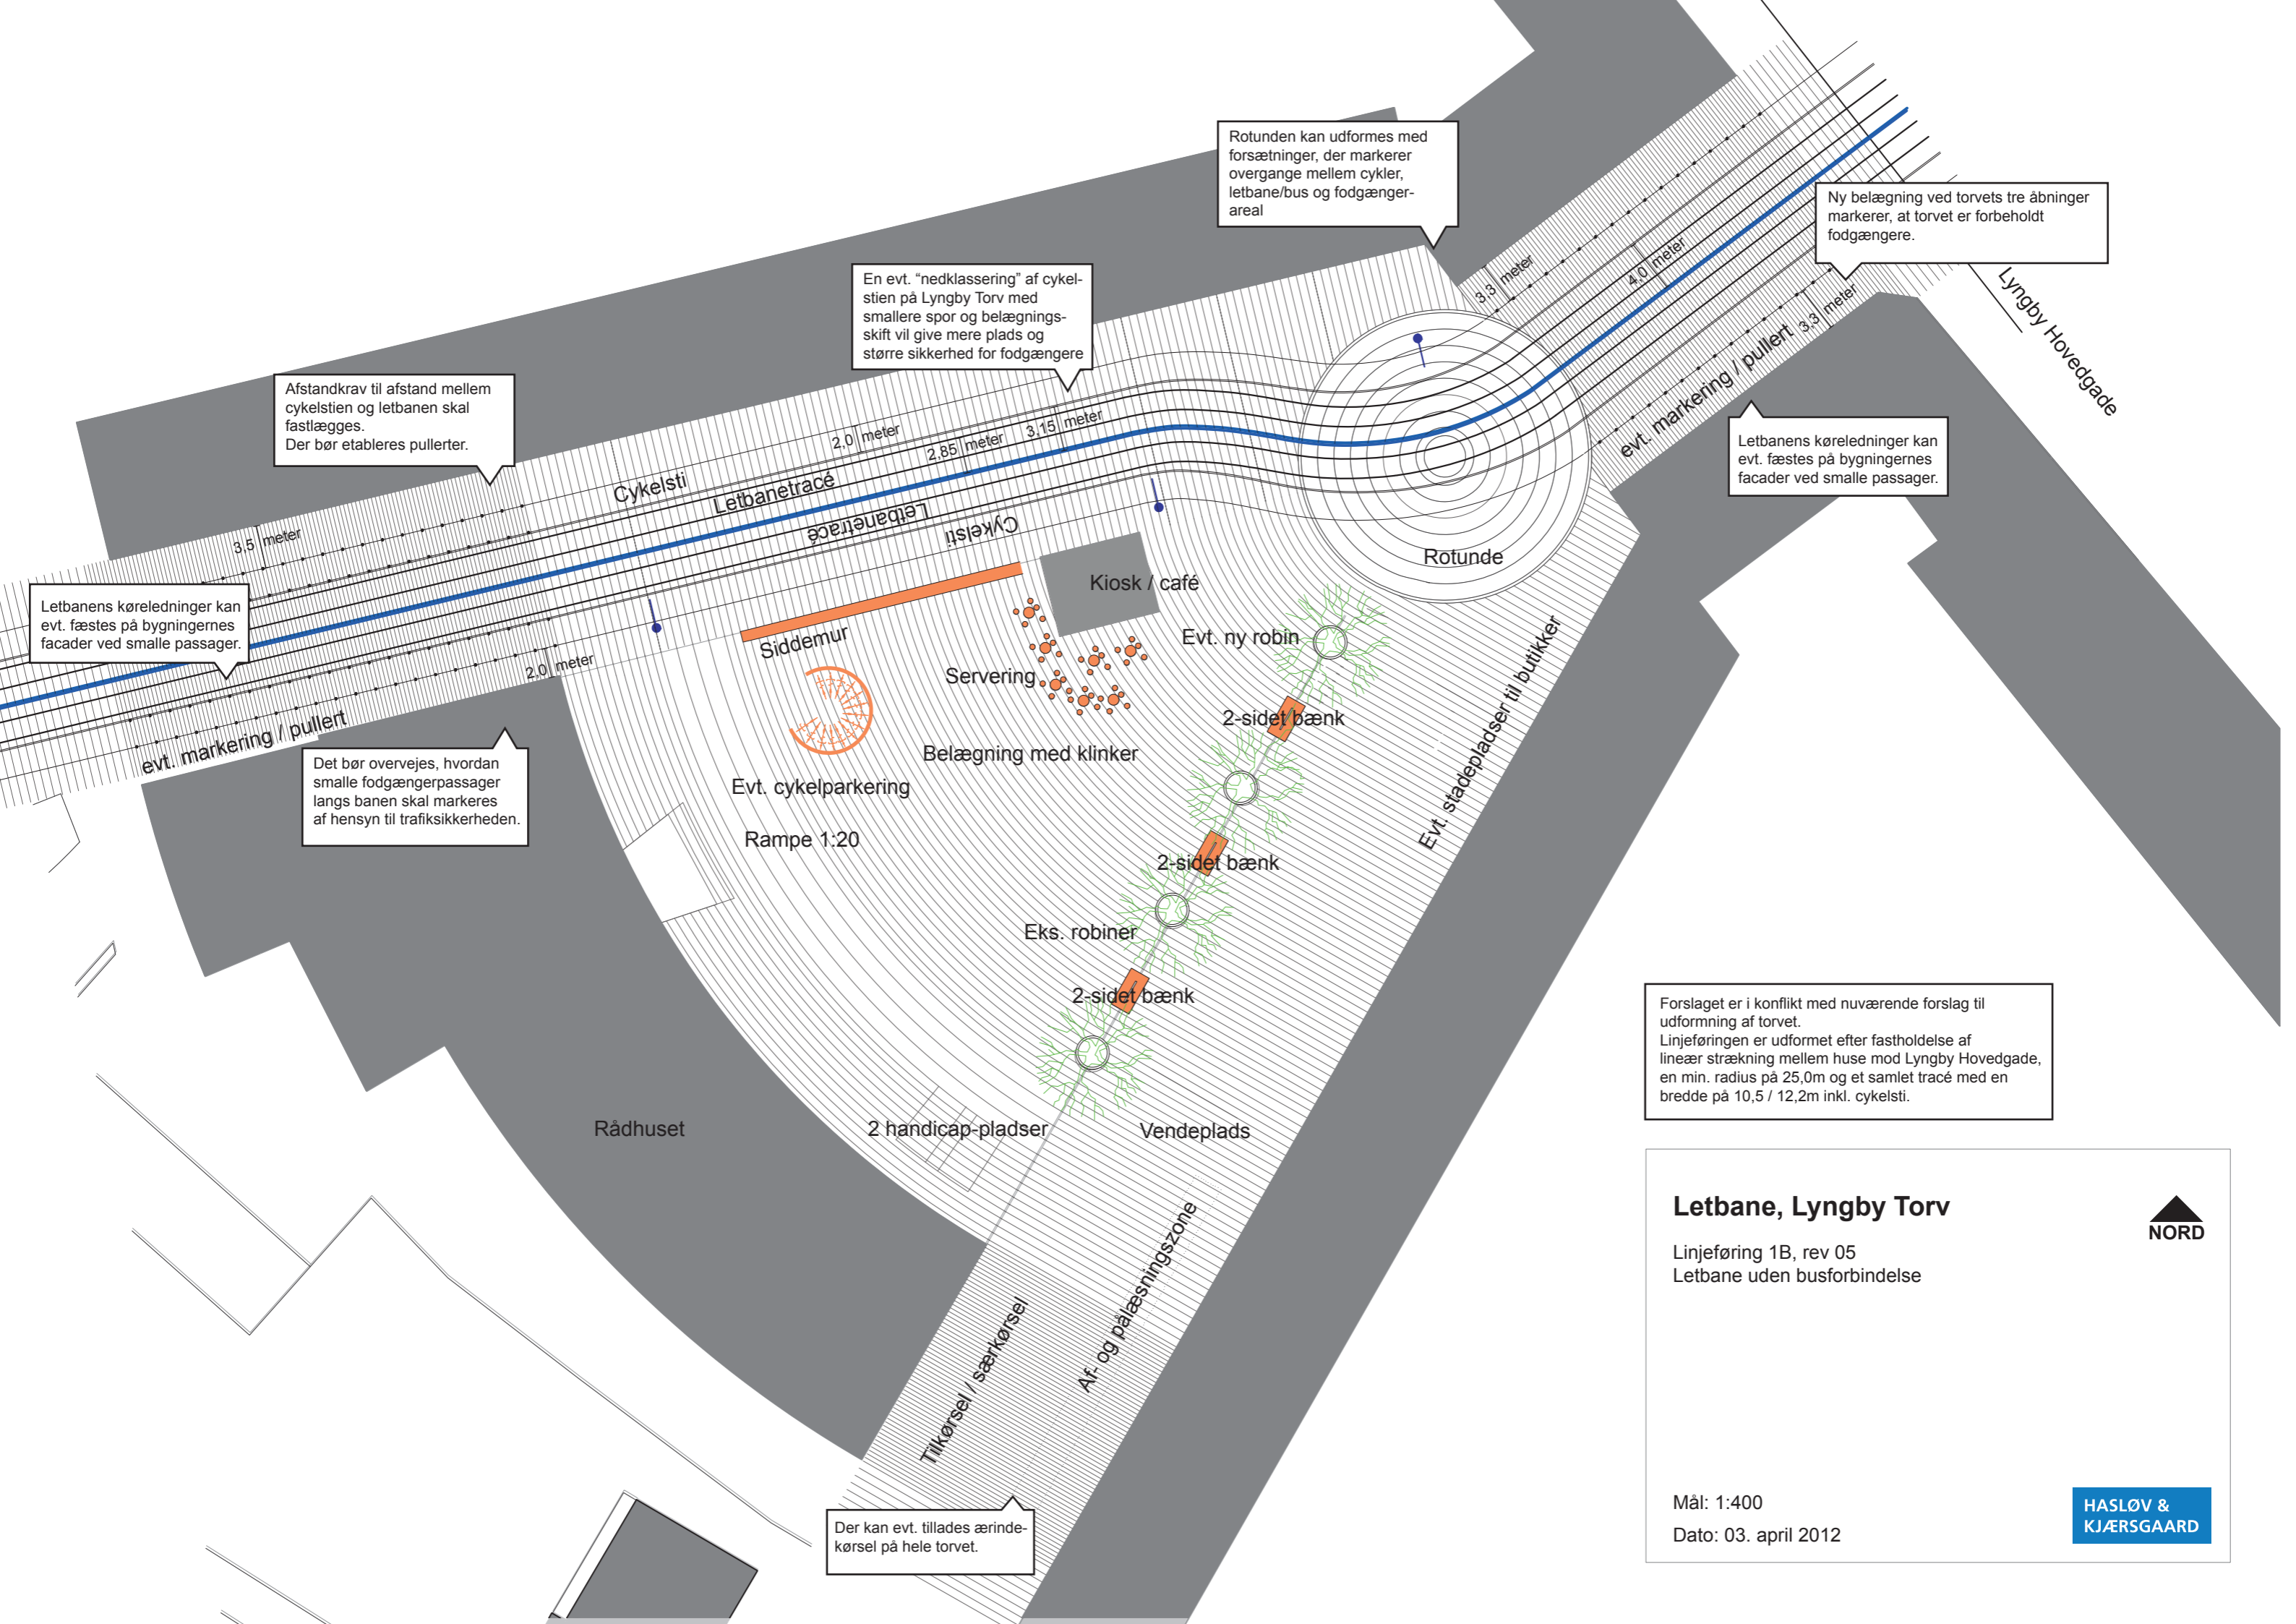 Rotunden kan udformes med
forsætninger, der markerer
overgange mellem cykler,
letbane/bus og fodgænger-
areal
Ny belægning ved torvets tre åbninger
markerer, at torvet er forbeholdt
fodgængere.
En evt. “nedklassering” af cykel-
stien på Lyngby Torv med
smallere spor og belægnings-
skift vil give mere plads og
større sikkerhed for fodgængere
Afstandkrav til afstand mellem
cykelstien og letbanen skal
fastlægges.
Der bør etableres pullerter.
3,3 meter
4,0 meter
3,3 meter
Lyngby Hovedgade
evt. markering / pullert
Letbanens køreledninger kan
evt. fæstes på bygningernes
facader ved smalle passager.
2,0 meter
2,85 meter
3,15 meter
Cykelsti
Letbanetracé
Letbanetracé
Cykelsti
3,5 meter
Letbanens køreledninger kan
evt. fæstes på bygningernes
facader ved smalle passager.
2,0 meter
evt. markering / pullert
Det bør overvejes, hvordan
smalle fodgængerpassager
langs banen skal markeres
af hensyn til trafiksikkerheden.
Rotunde
Kiosk / café
Siddemur
Servering
Evt. ny robin
2-sidet bænk
Belægning med klinker
Evt. cykelparkering
Rampe 1:20
Evt. stadepladser til butikker
2-sidet bænk
Eks. robiner
2-sidet bænk
Rådhuset
2 handicap-pladser
Vendeplads
Tilkørsel / særkørsel
Af- og pålæsningszone
Der kan evt. tillades ærinde-
kørsel på hele torvet.
Forslaget er i konflikt med nuværende forslag til
udformning af torvet.
Linjeføringen er udformet efter fastholdelse af
lineær strækning mellem huse mod Lyngby Hovedgade,
en min. radius på 25,0m og et samlet tracé med en
bredde på 10,5 / 12,2m inkl. cykelsti.
Letbane, Lyngby Torv
NORD
Linjeføring 1B, rev 05
Letbane uden busforbindelse
Mål: 1:400
Dato: 03. april 2012
HASLØV &
KJÆRSGAARD